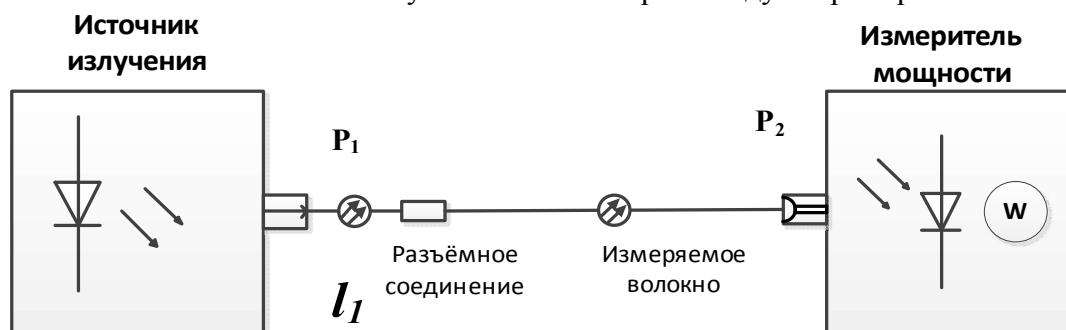 Источник
излучения
Измеритель
мощности
P₁
P₂
W
Разъёмное
соединение
Измеряемое
волокно
l₁